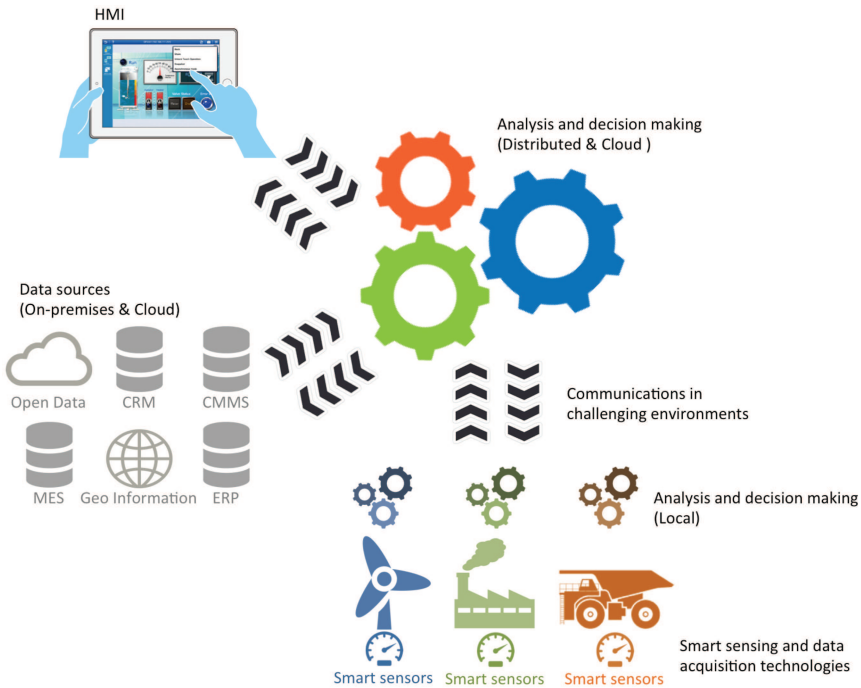 HMI
Analysis and decision making
(Distributed & Cloud )
Data sources
(On-premises & Cloud)
Open Data
CRM
CMMS
MES
Geo Information
ERP
Communications in
challenging environments
Analysis and decision making
(Local)
Smart sensing and data
acquisition technologies
Smart sensors
Smart sensors
Smart sensors